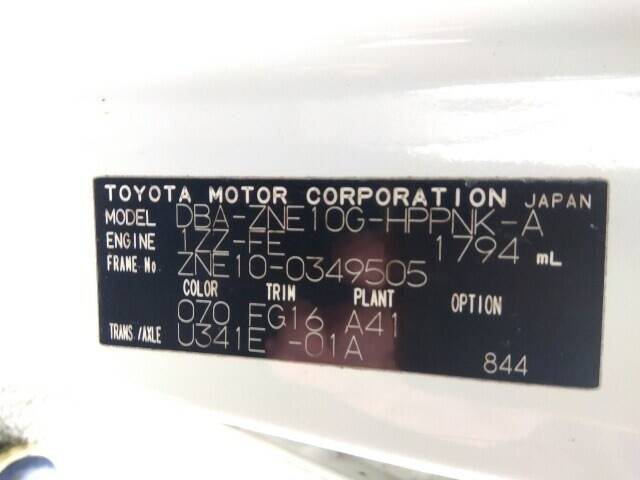 TOYOTA MOTOR CORPORATION JAPAN
MODEL DBA-ZNE10G-HPPNK-A
ENGINE 1ZZ-FE 1794 mL
FRAME No ZNE10-0349505
COLOR TRIM PLANT OPTION
070 FG16 A41
TRANS./AXLE U341E -01A
844